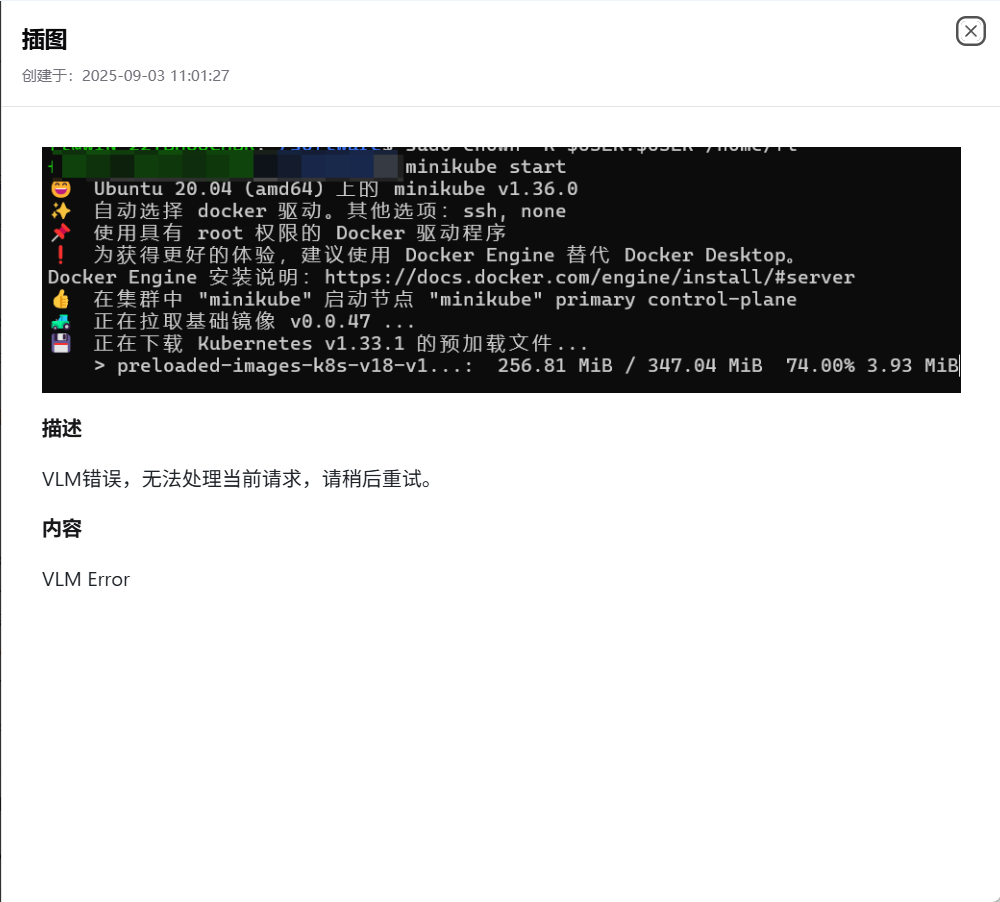 插图
创建于：2025-09-03 11:01:27
sudo chown -R $USER:$USER /home/
minikube start
Ubuntu 20.04 (amd64) 上的 minikube v1.36.0
自动选择 docker 驱动。其他选项：ssh, none
使用具有 root 权限的 Docker 驱动程序
为获得更好的体验，建议使用 Docker Engine 替代 Docker Desktop。
Docker Engine 安装说明：https://docs.docker.com/engine/install/#server
在集群中 "minikube" 启动节点 "minikube" primary control-plane
正在拉取基础镜像 v0.0.47 ...
正在下载 Kubernetes v1.33.1 的预加载文件...
> preloaded-images-k8s-v18-v1...:  256.81 MiB / 347.04 MiB  74.00% 3.93 MiB
描述
VLM错误，无法处理当前请求，请稍后重试。
内容
VLM Error